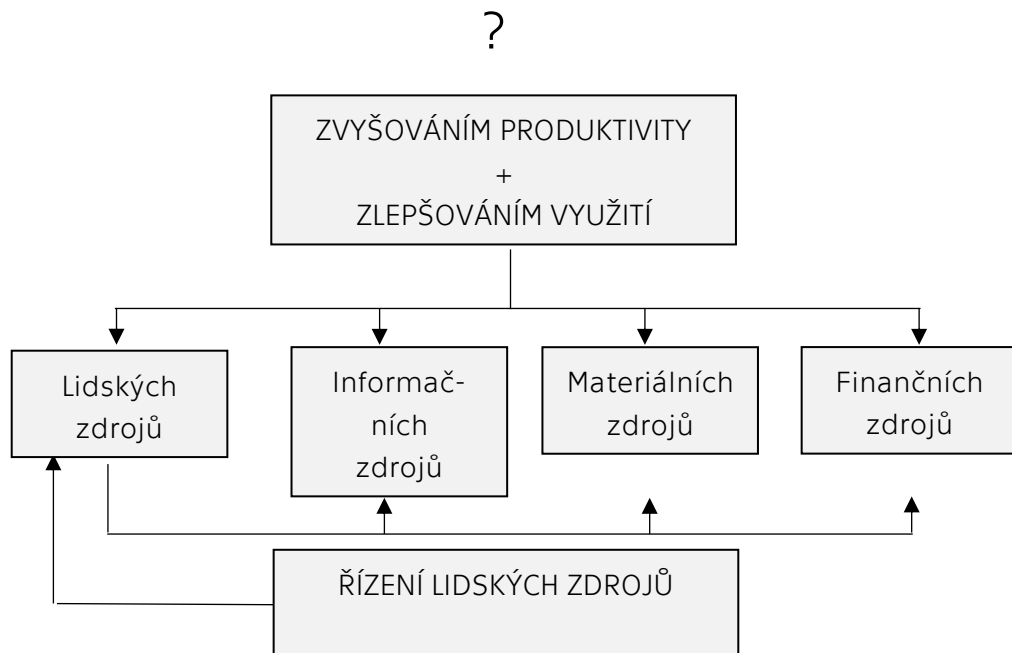 ?
ZVYŠOVÁNÍM PRODUKTIVITY
+
ZLEPŠOVÁNÍM VYUŽITÍ
Lidských
zdrojů
Informač-
ních
zdrojů
Materiálních
zdrojů
Finančních
zdrojů
ŘÍZENÍ LIDSKÝCH ZDROJŮ